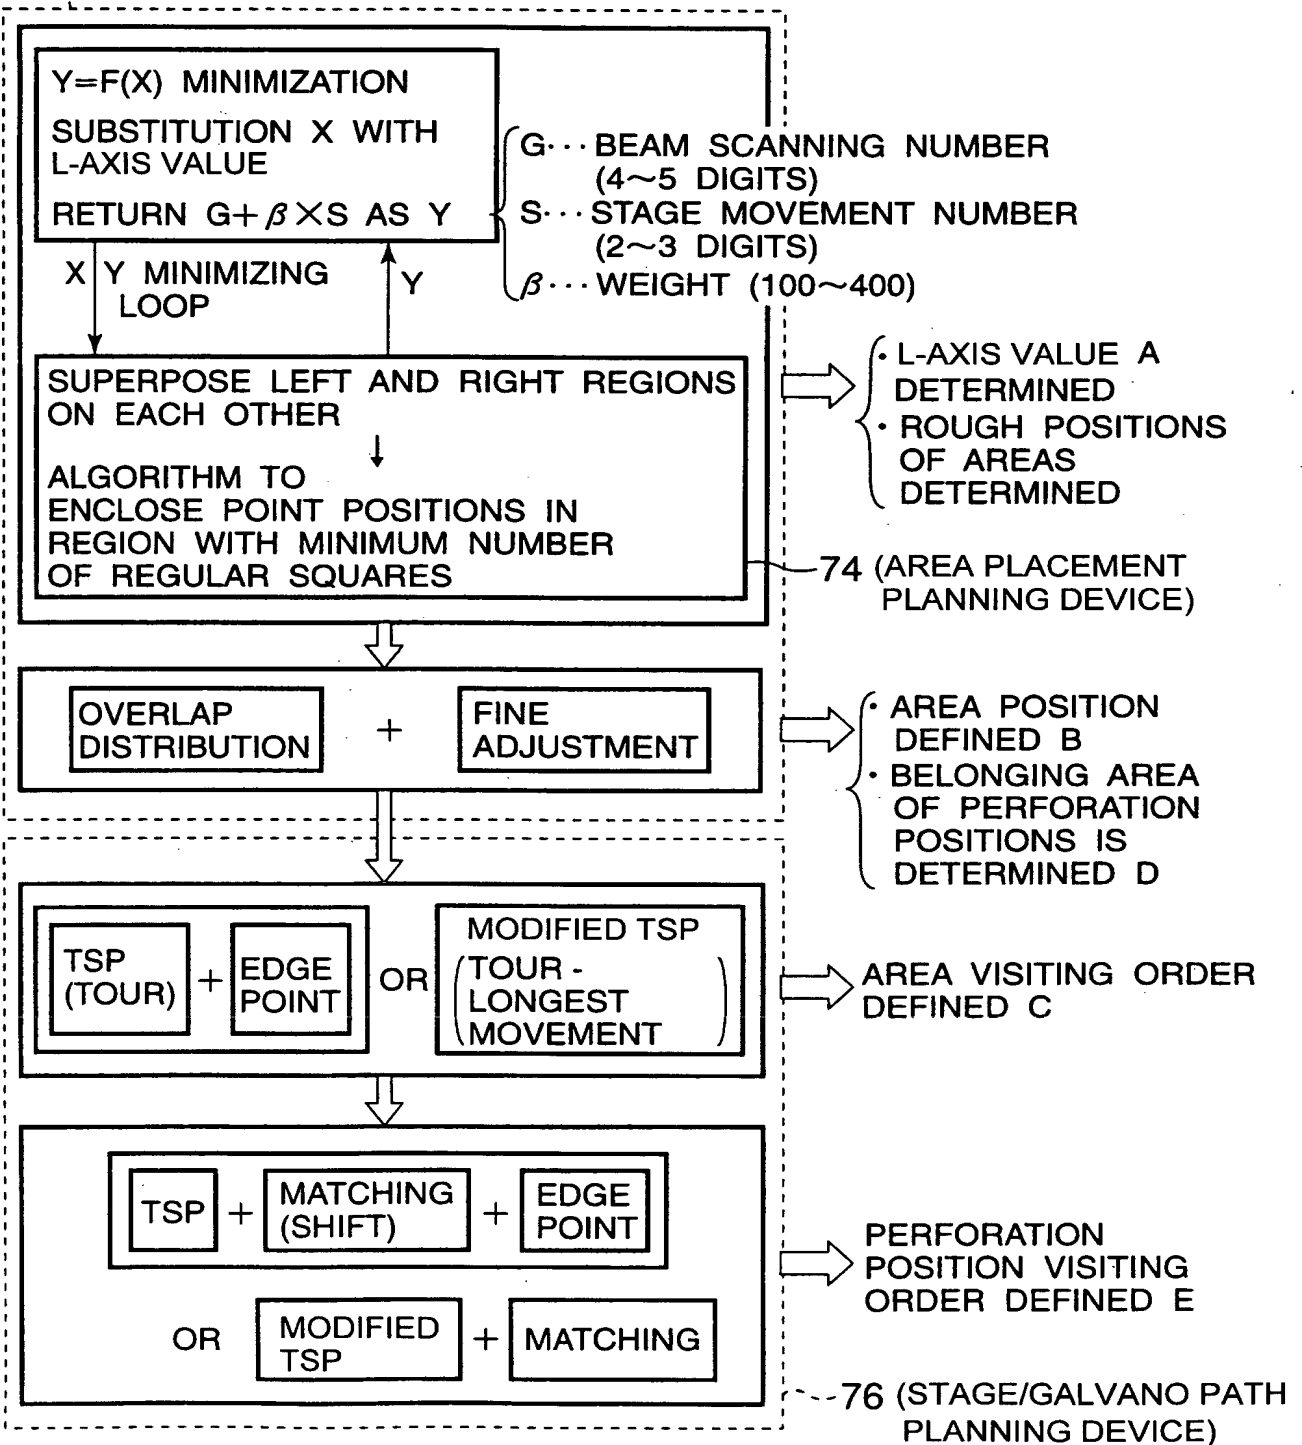 Y=F(X) MINIMIZATION
SUBSTITUTION X WITH
L-AXIS VALUE
RETURN G+β×S AS Y
G··· BEAM SCANNING NUMBER
(4~5 DIGITS)
S··· STAGE MOVEMENT NUMBER
(2~3 DIGITS)
β··· WEIGHT (100~400)
X
Y MINIMIZING
LOOP
Y
SUPERPOSE LEFT AND RIGHT REGIONS
ON EACH OTHER
ALGORITHM TO
ENCLOSE POINT POSITIONS IN
REGION WITH MINIMUM NUMBER
OF REGULAR SQUARES
· L-AXIS VALUE A
DETERMINED
· ROUGH POSITIONS
OF AREAS
DETERMINED
74 (AREA PLACEMENT
PLANNING DEVICE)
OVERLAP
DISTRIBUTION
+
FINE
ADJUSTMENT
· AREA POSITION
DEFINED B
· BELONGING AREA
OF PERFORATION
POSITIONS IS
DETERMINED D
TSP
(TOUR)
+
EDGE
POINT
OR
MODIFIED TSP
(TOUR -
LONGEST
MOVEMENT)
AREA VISITING ORDER
DEFINED C
TSP
+
MATCHING
(SHIFT)
+
EDGE
POINT
OR
MODIFIED
TSP
+
MATCHING
PERFORATION
POSITION VISITING
ORDER DEFINED E
76 (STAGE/GALVANO PATH
PLANNING DEVICE)